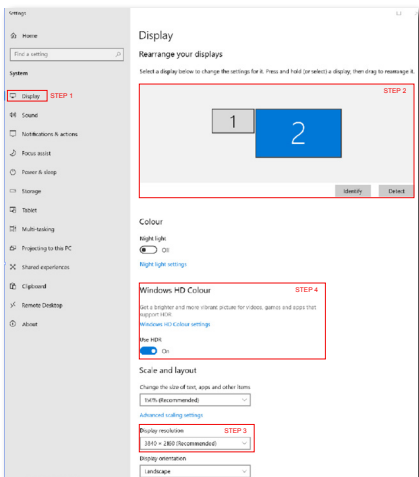 Settings
Home
Find a setting
System
Display STEP 1
Sound
Notifications & actions
Focus assist
Power & sleep
Storage
Tablet
Multi-tasking
Projecting to this PC
Shared experiences
Clipboard
Remote Desktop
About
Display
Rearrange your displays
Select a display below to change the settings for it. Press and hold (or select) a display, then drag to rearrange it.
STEP 2
1 2
Identify Detect
Colour
Night light
Off
Night light settings
Windows HD Colour STEP 4
Get a brighter and more vibrant picture for videos, games and apps that
support HDR.
Windows HD Colour settings
Use HDR
On
Scale and layout
Change the size of text, apps and other items
150% (Recommended)
Advanced scaling settings
Display resolution STEP 3
3840 × 2160 (Recommended)
Display orientation
Landscape